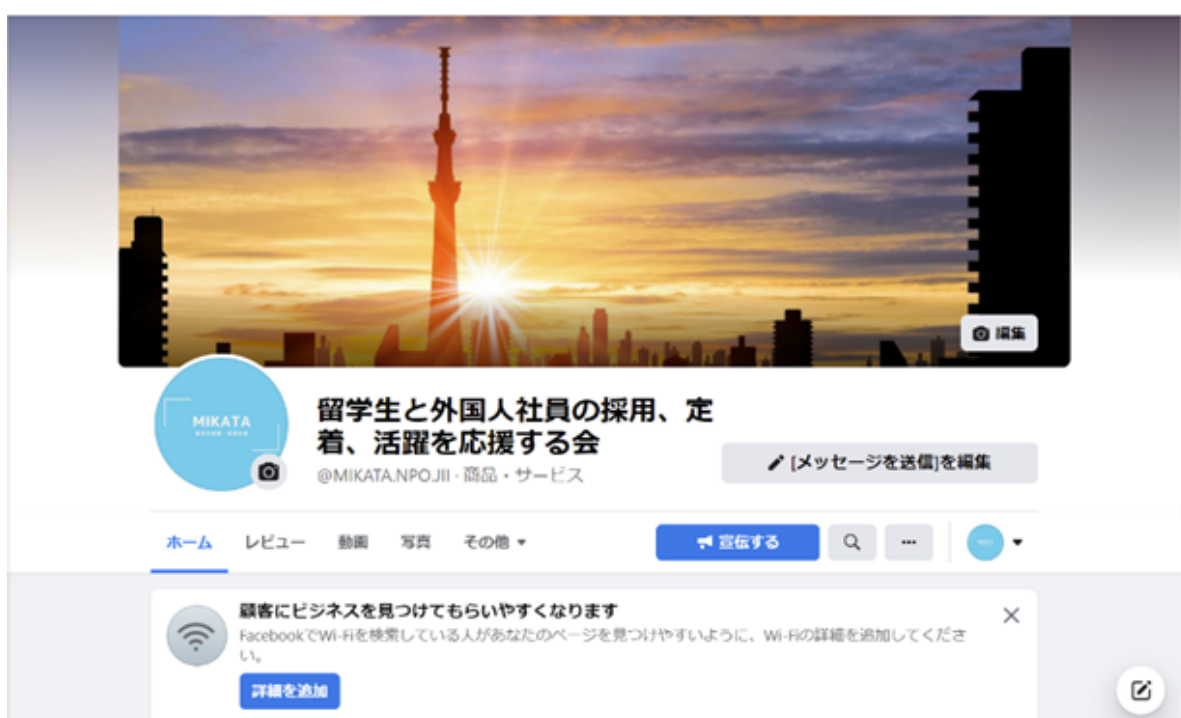 編集
MIKATA
留学生と外国人社員の採用、定
着、活躍を応援する会
@MIKATA.NPOJII · 商品・サービス
[メッセージを送信]を編集
ホーム レビュー 動画 写真 その他
宣伝する
顧客にビジネスを見つけてもらいやすくなります
FacebookでWi-Fiを検索している人があなたのページを見つけやすいように、Wi-Fiの詳細を追加してくださ
い。
詳細を追加